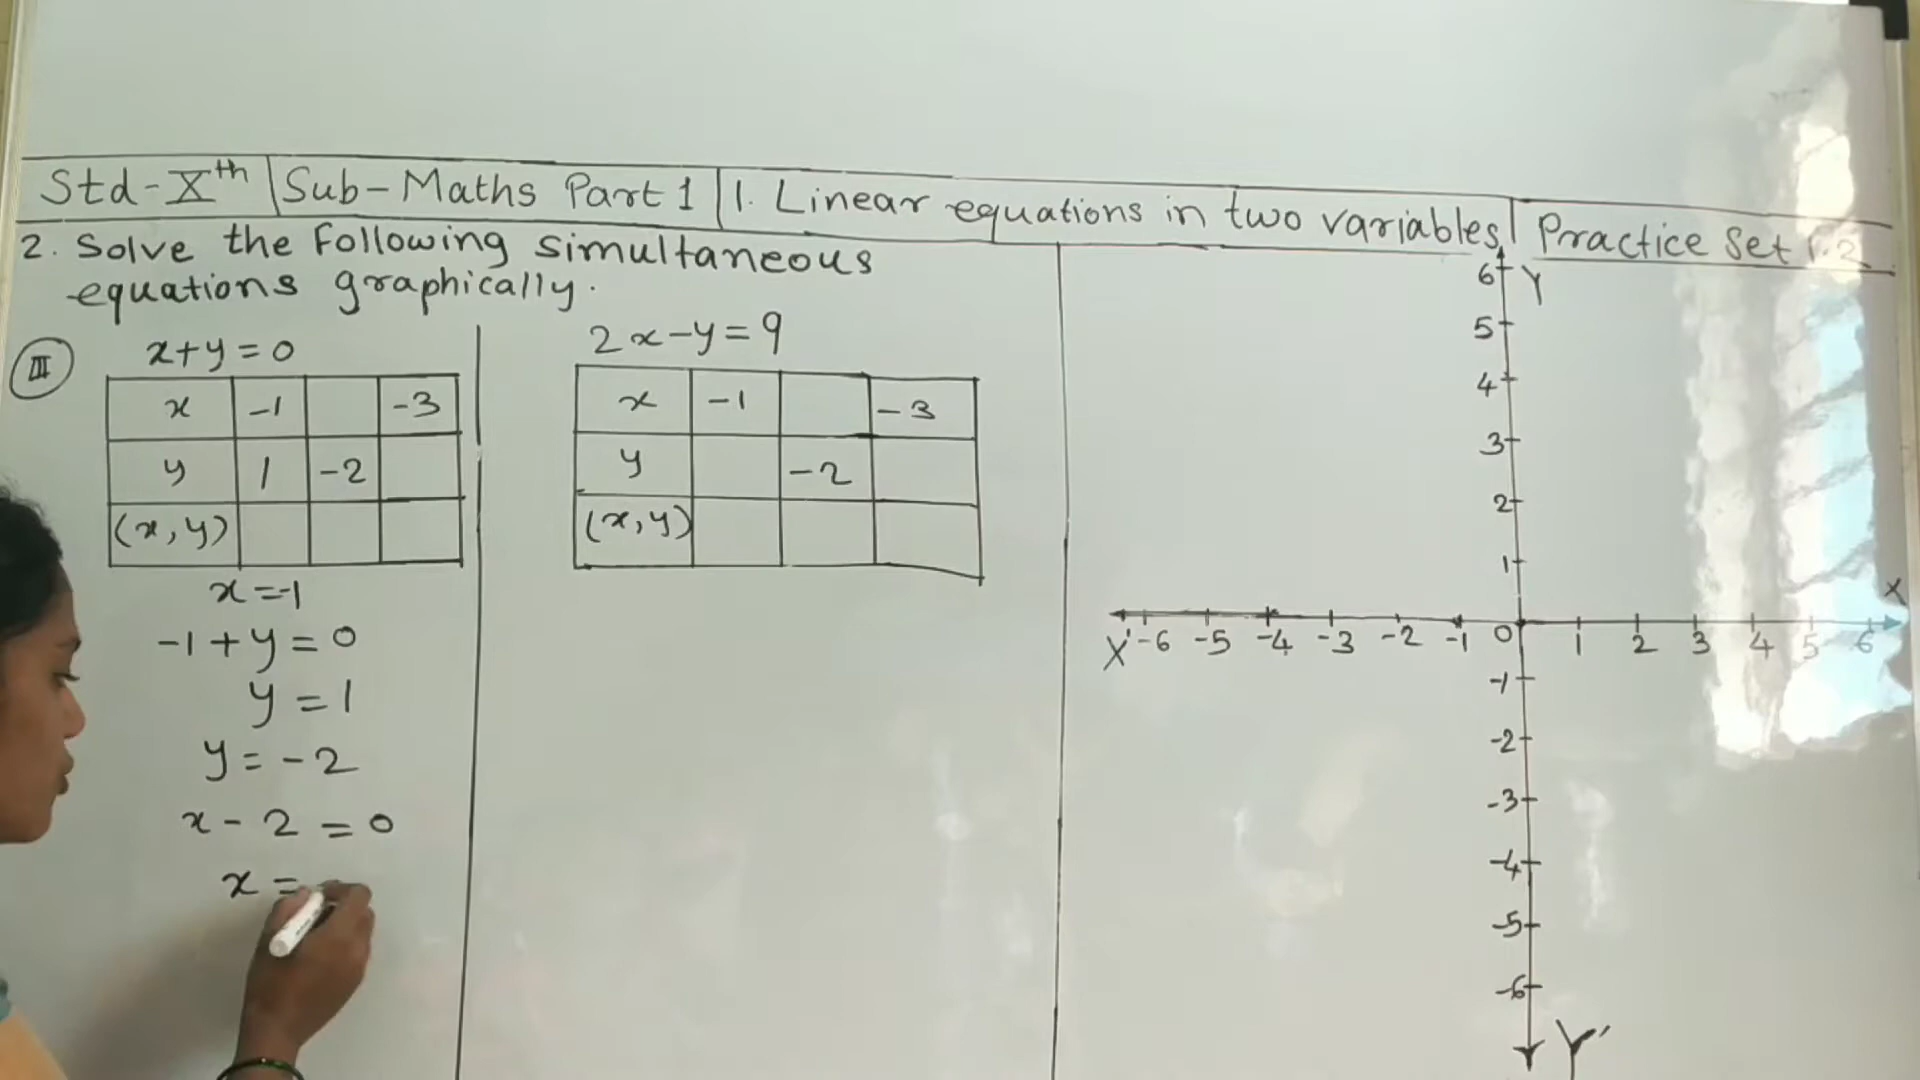 Std-Xth Sub-Maths Part 1 1. Linear equations in two variables Practice Set 1.2
2. Solve the following simultaneous
equations graphically.
III x+y=0
x -1 -3
y 1 -2
(x,y)
x=-1
-1+y=0
y=1
y=-2
x-2=0
x=
2x-y=9
x -1 -3
y -2
(x,y)
Y
6
5
4
3
2
1
X
X' -6 -5 -4 -3 -2 -1 0 1 2 3 4 5 6
-1
-2
-3
-4
-5
-6
Y'